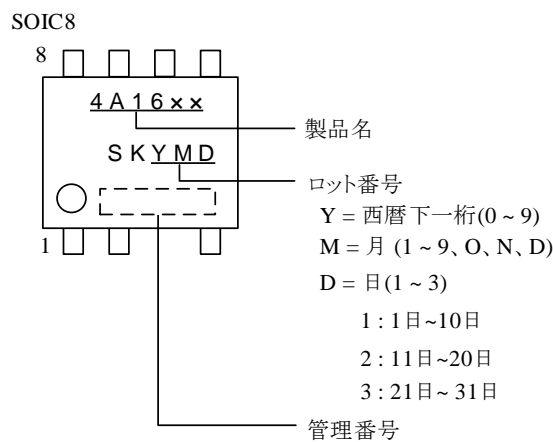 SOIC8
8
4A16××
製品名
SKYMD
ロット番号
Y = 西暦下一桁(0 ~ 9)
M = 月 (1 ~ 9、O、N、D)
D = 日(1 ~ 3)
1
1 : 1日~10日
2 : 11日~20日
3 : 21日~31日
管理番号